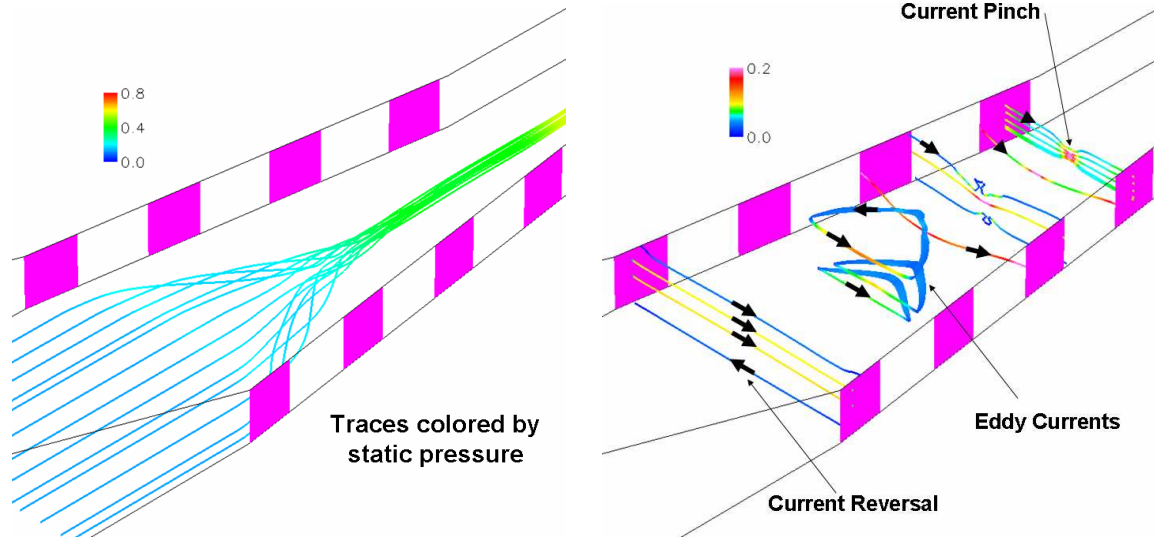 Current Pinch
0.8
0.4
0.0
0.2
0.0
Traces colored by
static pressure
Eddy Currents
Current Reversal